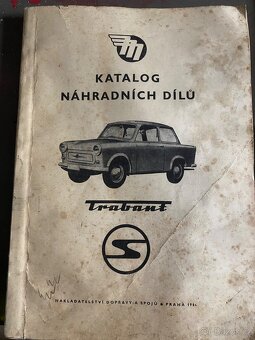 KATALOG
NÁHRADNÍCH DÍLŮ
Trabant
S
NAKLADATELSTVÍ DOPRAVY A SPOJŮ PRAHA